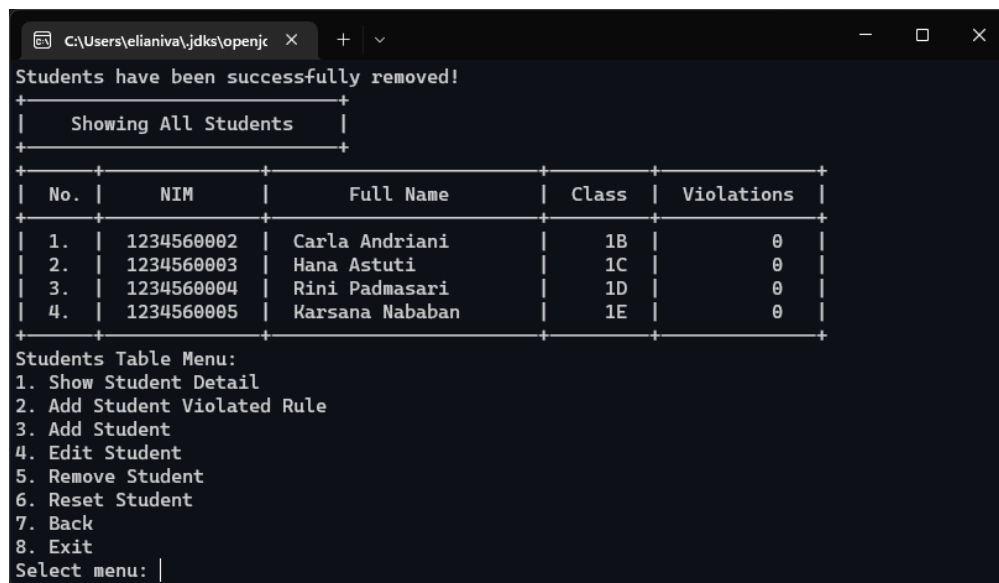 C:\Users\elianiva\.jdks\openjc
Students have been successfully removed!
Showing All Students
No. | NIM | Full Name | Class | Violations
1. | 1234560002 | Carla Andriani | 1B | 0
2. | 1234560003 | Hana Astuti | 1C | 0
3. | 1234560004 | Rini Padmasari | 1D | 0
4. | 1234560005 | Karsana Nababan | 1E | 0
Students Table Menu:
1. Show Student Detail
2. Add Student Violated Rule
3. Add Student
4. Edit Student
5. Remove Student
6. Reset Student
7. Back
8. Exit
Select menu: